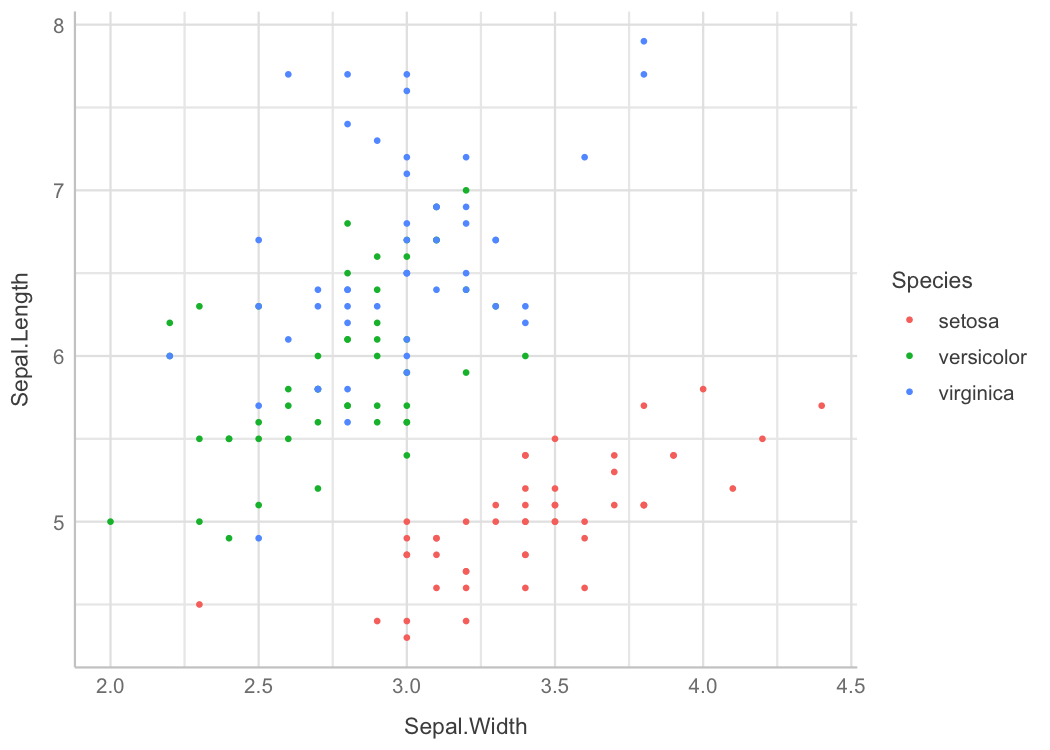 8
7
6
5
Sepal.Length
2.0 2.5 3.0 3.5 4.0 4.5
Sepal.Width
Species
setosa
versicolor
virginica